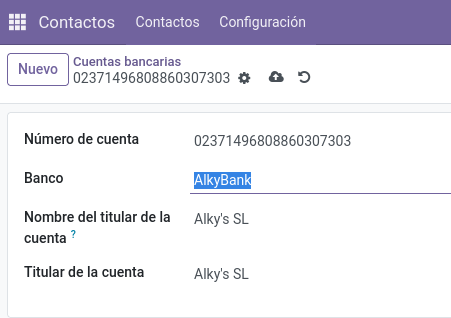 Contactos Contactos Configuración
Nuevo
Cuentas bancarias
02371496808860307303
Número de cuenta 02371496808860307303
Banco AlkyBank
Nombre del titular de la
cuenta ? Alky's SL
Titular de la cuenta Alky's SL